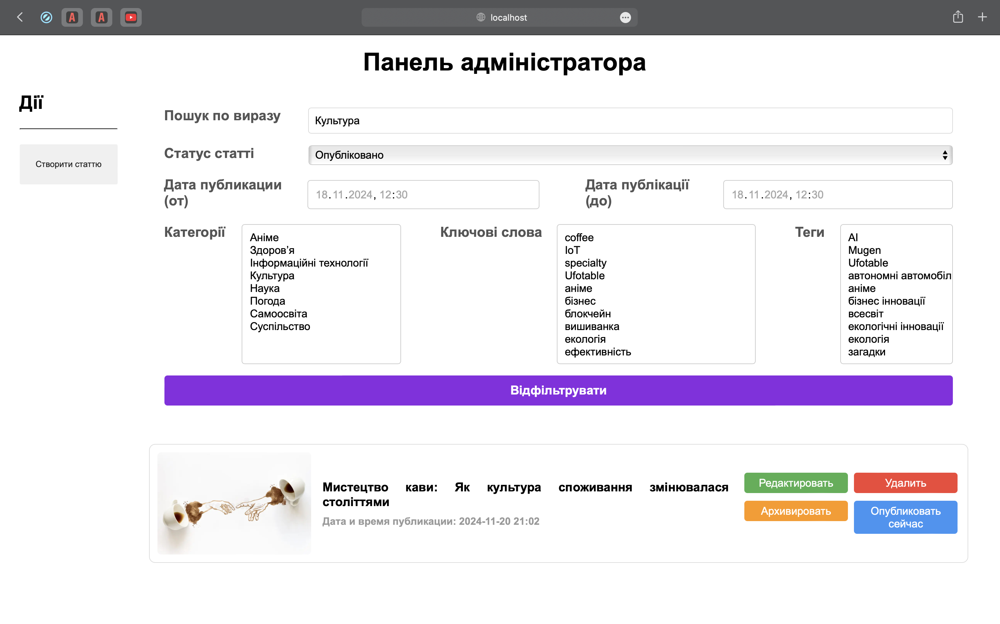 localhost
Панель адміністратора
Дії
Створити статтю
Пошук по виразу
Культура
Статус статті
Опубліковано
Дата публикации
(от)
18.11.2024, 12:30
Дата публікації
(до)
18.11.2024, 12:30
Категорії
Аніме
Здоров’я
Інформаційні технології
Культура
Наука
Погода
Самоосвіта
Суспільство
Ключові слова
coffee
IoT
specialty
Ufotable
аніме
бізнес
блокчейн
вишиванка
екологія
ефективність
Теги
AI
Mugen
Ufotable
автономні автомобіл
аніме
бізнес інновації
всесвіт
екологічні інновації
екологія
загадки
Відфільтрувати
Мистецтво кави: Як культура споживання змінювалася
століттями
Дата и время публикации: 2024-11-20 21:02
Редактировать
Удалить
Архивировать
Опубликовать
сейчас